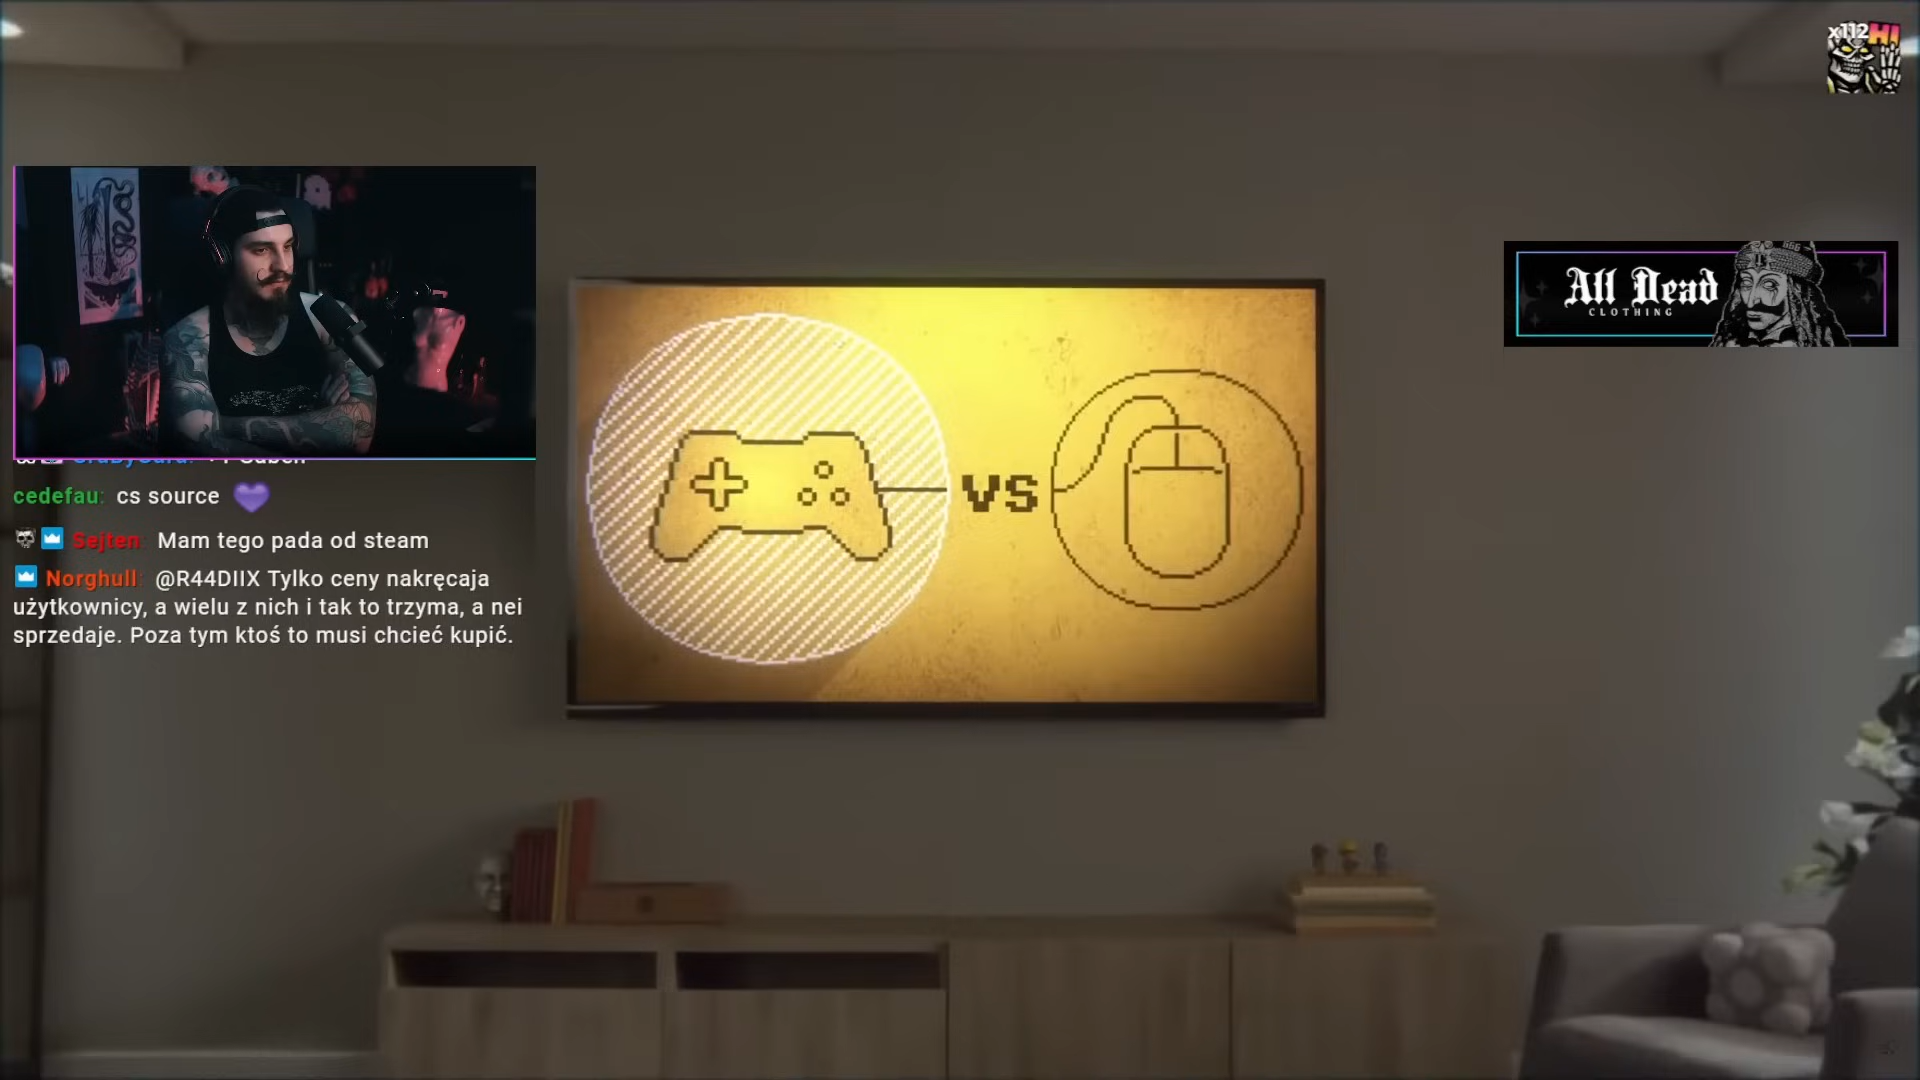 x112HI
All Dead
CLOTHING
VS
cedefau: cs source
Sejten: Mam tego pada od steam
Norghull: @R44DIIX Tylko ceny nakręcaja
użytkownicy, a wielu z nich i tak to trzyma, a nei
sprzedaje. Poza tym ktoś to musi chcieć kupić.